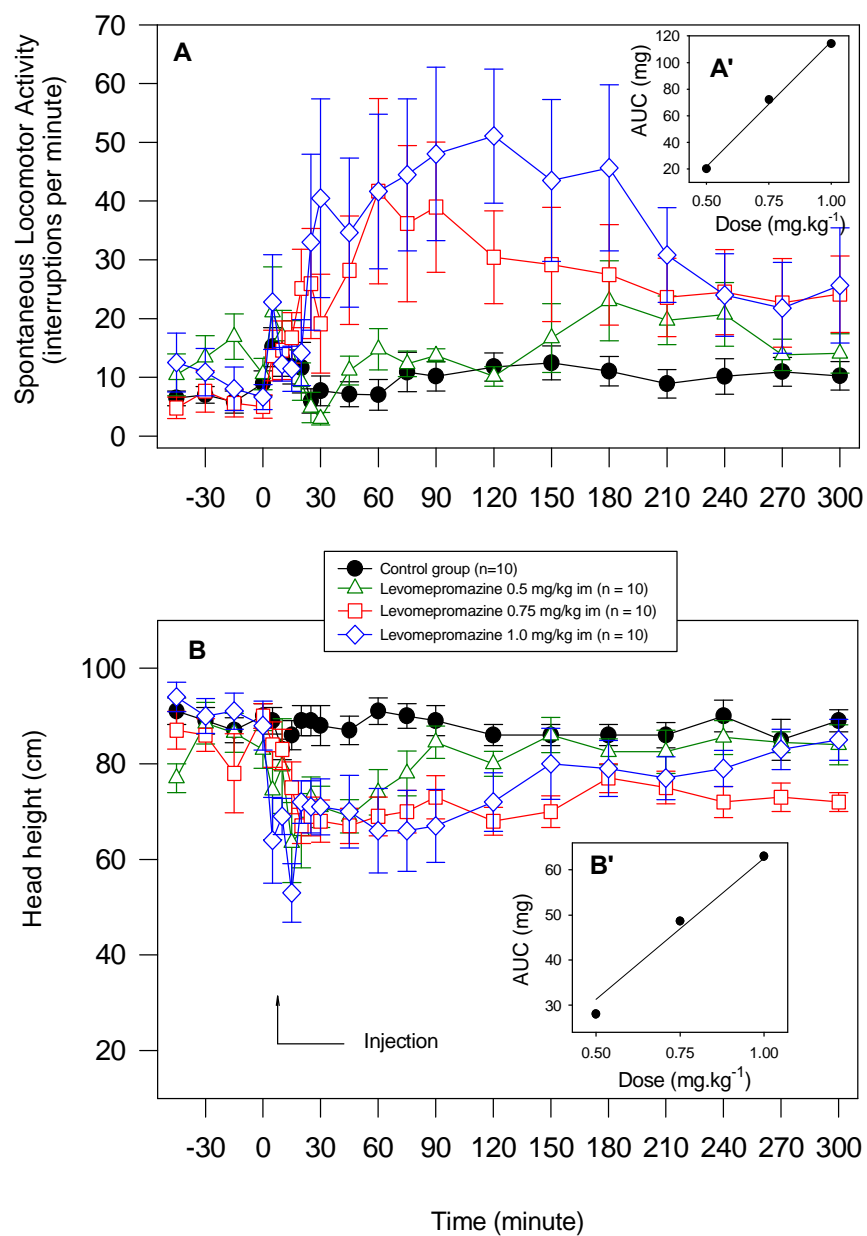 70
60
50
40
30
20
10
0
Spontaneous Locomotor Activity
(interruptions per minute)
A
A'
AUC (mg)
120
100
80
60
40
20
0.50 0.75 1.00
Dose (mg.kg-1)
-30 0 30 60 90 120 150 180 210 240 270 300
Control group (n=10)
Levomepromazine 0.5 mg/kg im (n = 10)
Levomepromazine 0.75 mg/kg im (n = 10)
Levomepromazine 1.0 mg/kg im (n = 10)
B
100
80
60
40
20
Head height (cm)
Injection
B'
AUC (mg)
60
50
40
30
0.50 0.75 1.00
Dose (mg.kg-1)
-30 0 30 60 90 120 150 180 210 240 270 300
Time (minute)